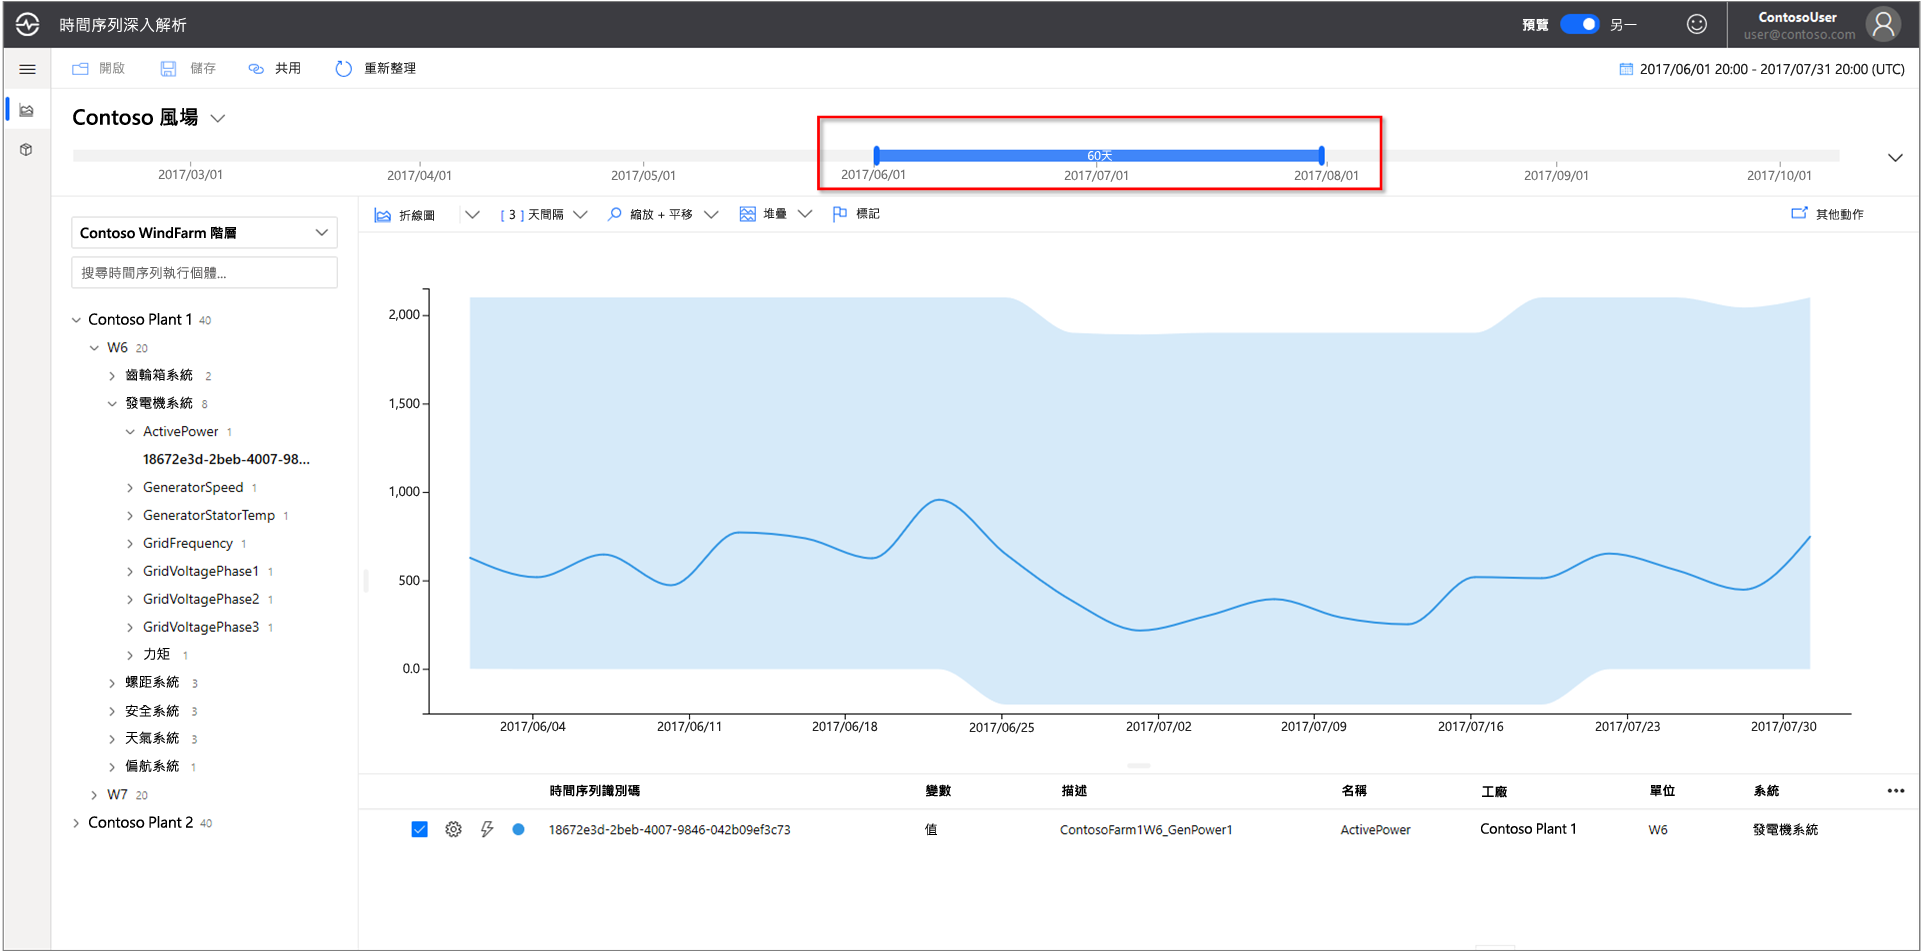 時間序列深入解析
預覽 另一
ContosoUser
user@contoso.com
開啟 儲存 共用 重新整理
2017/06/01 20:00 - 2017/07/31 20:00 (UTC)
Contoso 風場
60天
2017/03/01 2017/04/01 2017/05/01 2017/06/01 2017/07/01 2017/08/01 2017/09/01 2017/10/01
Contoso WindFarm 階層
搜尋時間序列執行個體...
Contoso Plant 1 40
W6 20
齒輪箱系統 2
發電機系統 8
ActivePower 1
18672e3d-2beb-4007-98...
GeneratorSpeed 1
GeneratorStatorTemp 1
GridFrequency 1
GridVoltagePhase1 1
GridVoltagePhase2 1
GridVoltagePhase3 1
力矩 1
螺距系統 3
安全系統 3
天氣系統 3
偏航系統 1
W7 20
Contoso Plant 2 40
折線圖 [ 3 ] 天間隔 縮放 + 平移 堆疊 標記 其他動作
2,000
1,500
1,000
500
0.0
2017/06/04 2017/06/11 2017/06/18 2017/06/25 2017/07/02 2017/07/09 2017/07/16 2017/07/23 2017/07/30
時間序列識別碼 變數 描述 名稱 工廠 單位 系統
18672e3d-2beb-4007-9846-042b09ef3c73 值 ContosoFarm1W6_GenPower1 ActivePower Contoso Plant 1 W6 發電機系統